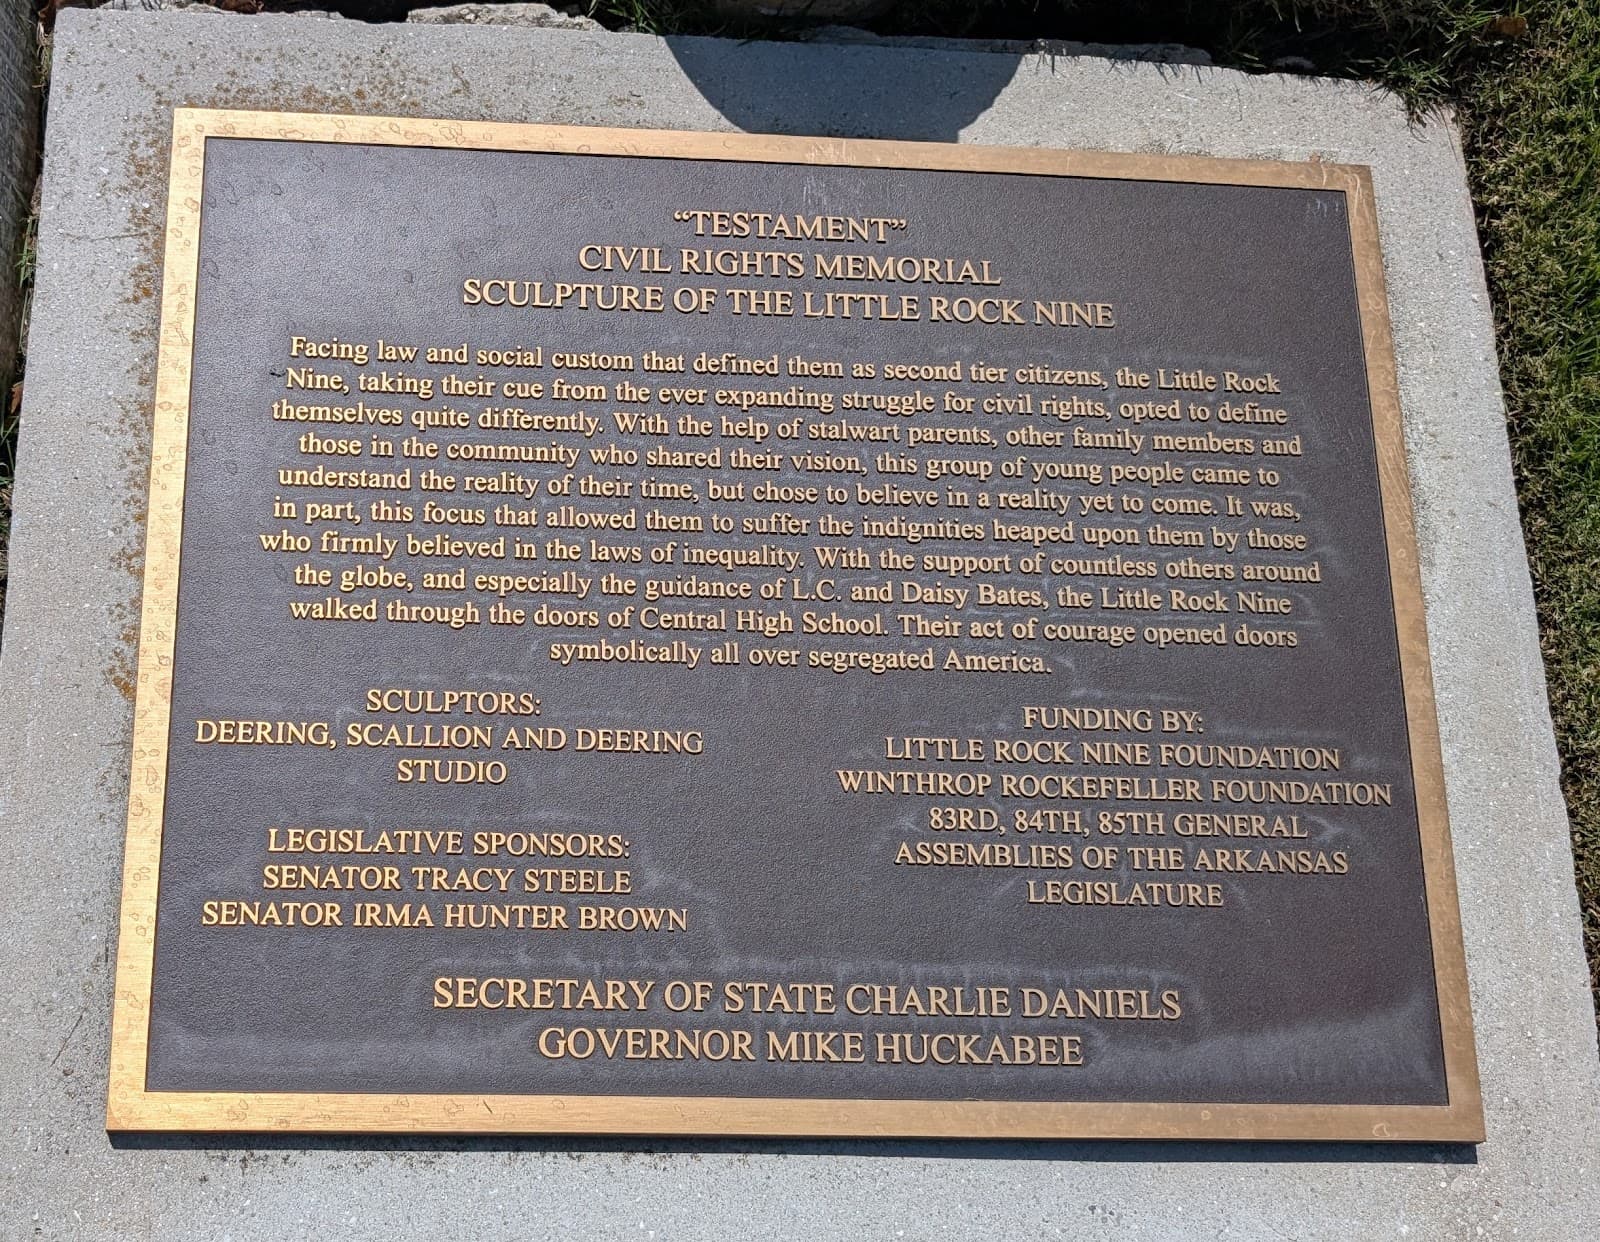 “TESTAMENT”
CIVIL RIGHTS MEMORIAL
SCULPTURE OF THE LITTLE ROCK NINE
Facing law and social custom that defined them as second tier citizens, the Little Rock
Nine, taking their cue from the ever expanding struggle for civil rights, opted to define
themselves quite differently. With the help of stalwart parents, other family members and
those in the community who shared their vision, this group of young people came to
understand the reality of their time, but chose to believe in a reality yet to come. It was,
in part, this focus that allowed them to suffer the indignities heaped upon them by those
who firmly believed in the laws of inequality. With the support of countless others around
the globe, and especially the guidance of L.C. and Daisy Bates, the Little Rock Nine
walked through the doors of Central High School. Their act of courage opened doors
symbolically all over segregated America.
SCULPTORS:
DEERING, SCALLION AND DEERING
STUDIO
LEGISLATIVE SPONSORS:
SENATOR TRACY STEELE
SENATOR IRMA HUNTER BROWN
FUNDING BY:
LITTLE ROCK NINE FOUNDATION
WINTHROP ROCKEFELLER FOUNDATION
83RD, 84TH, 85TH GENERAL
ASSEMBLIES OF THE ARKANSAS
LEGISLATURE
SECRETARY OF STATE CHARLIE DANIELS
GOVERNOR MIKE HUCKABEE